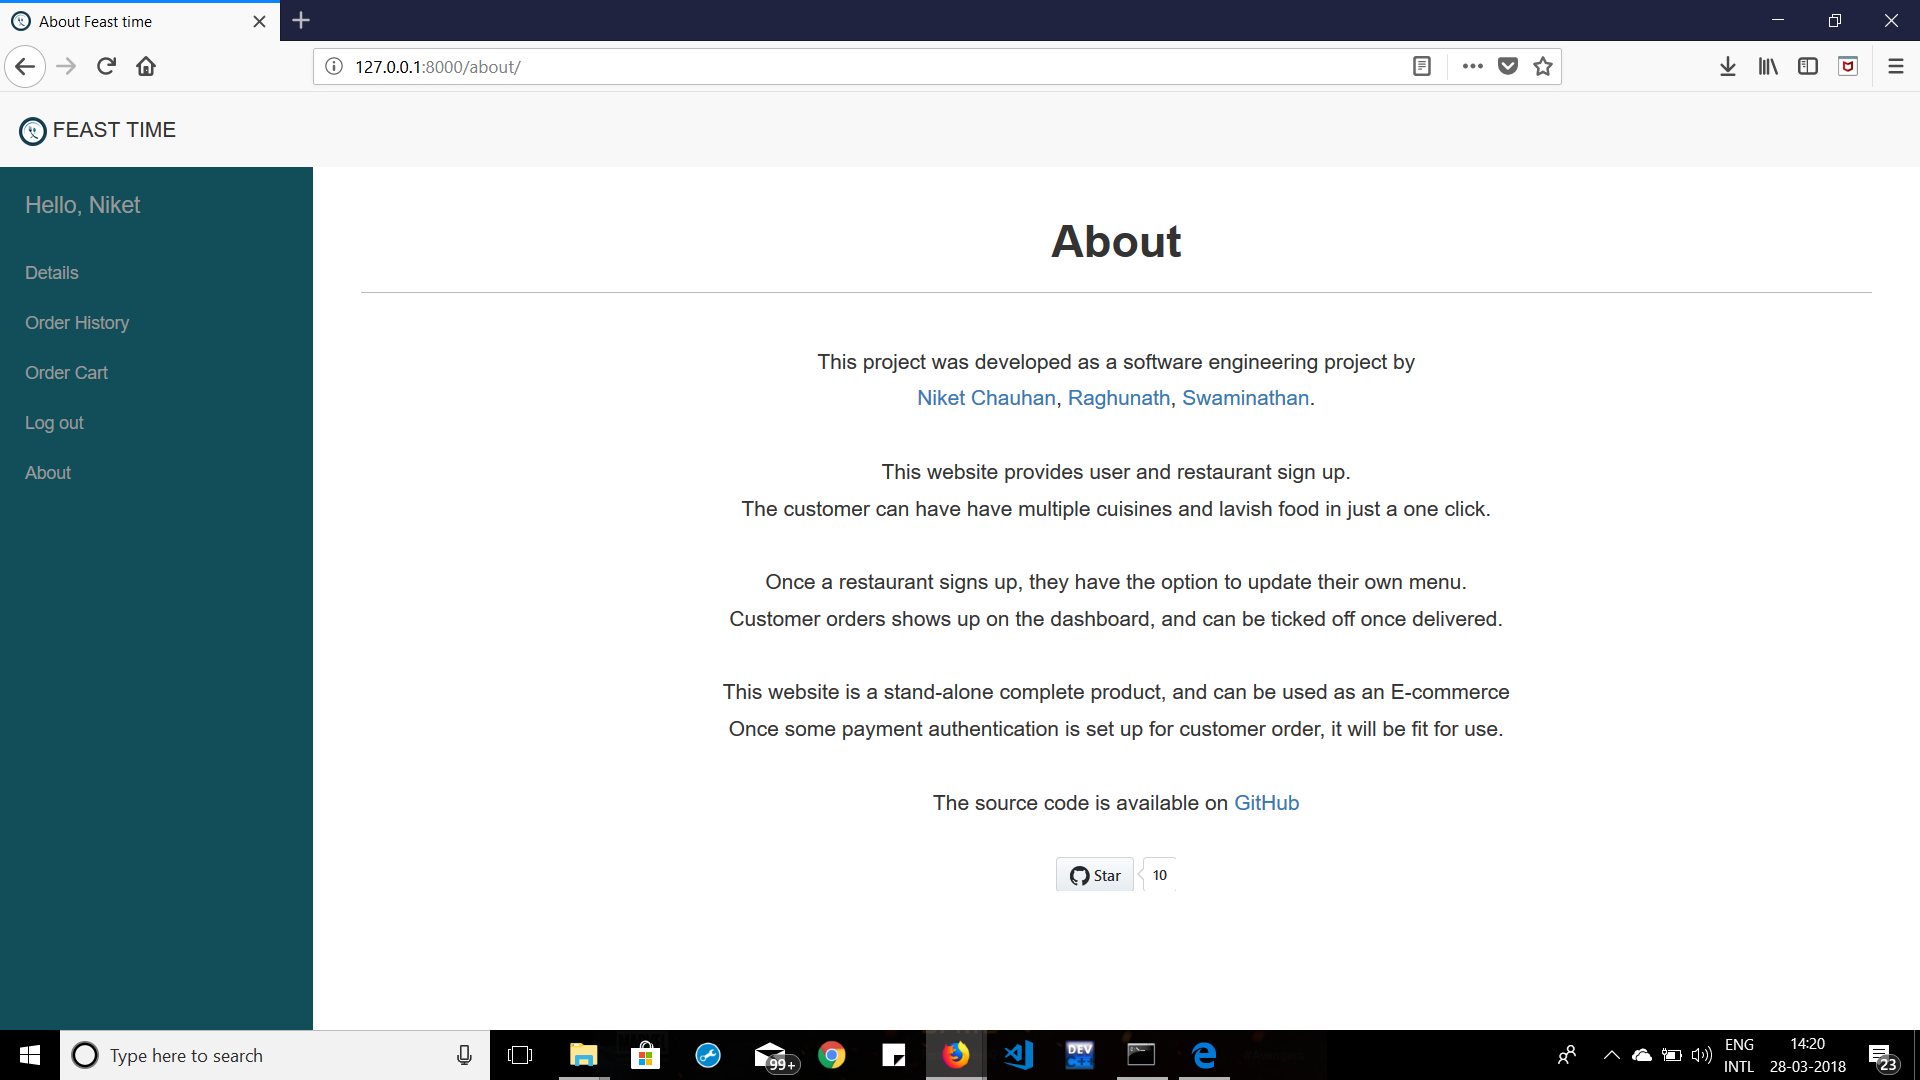 About Feast time
127.0.0.1:8000/about/
FEAST TIME
Hello, Niket
Details
Order History
Order Cart
Log out
About
About
This project was developed as a software engineering project by
Niket Chauhan, Raghunath, Swaminathan.
This website provides user and restaurant sign up.
The customer can have have multiple cuisines and lavish food in just a one click.
Once a restaurant signs up, they have the option to update their own menu.
Customer orders shows up on the dashboard, and can be ticked off once delivered.
This website is a stand-alone complete product, and can be used as an E-commerce
Once some payment authentication is set up for customer order, it will be fit for use.
The source code is available on GitHub
Star 10
Type here to search
99+
DEV
C++
ENG
INTL
14:20
28-03-2018
23